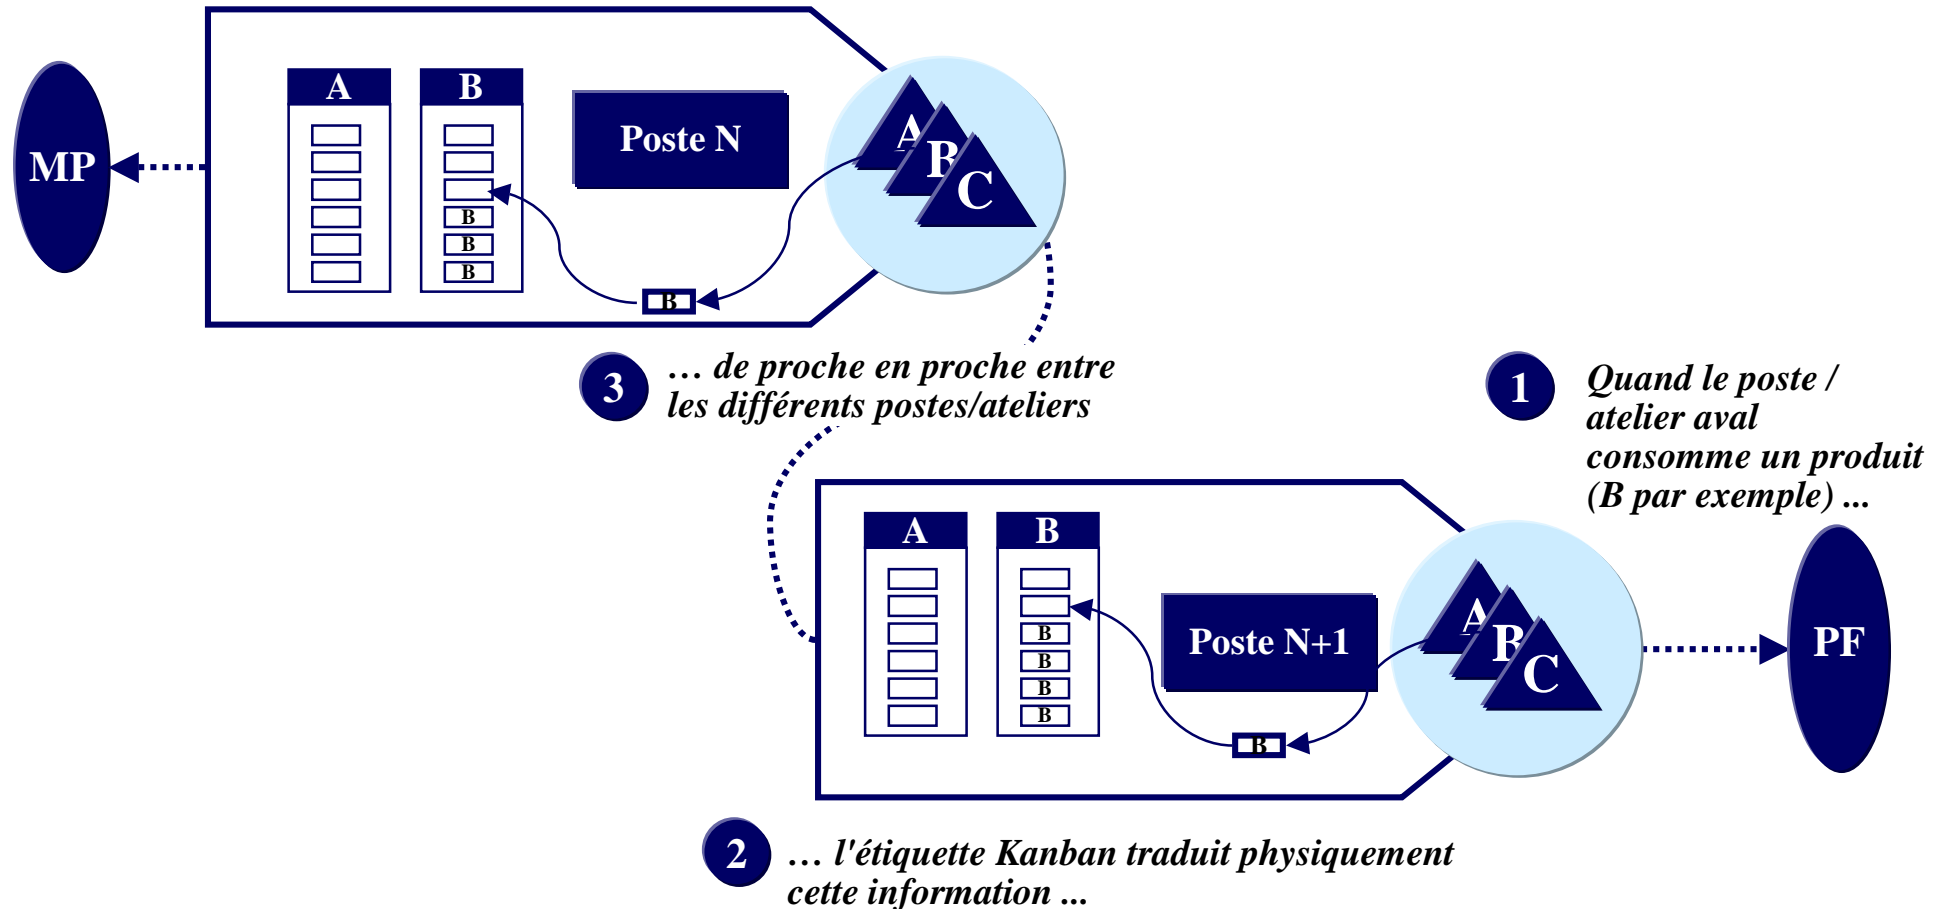 A
B
Poste N
A
B
C
MP
B
B
B
B
3
… de proche en proche entre
les différents postes/ateliers
1
Quand le poste /
atelier aval
consomme un produit
(B par exemple) ...
A
B
Poste N+1
A
B
C
PF
B
B
B
B
B
2
… l'étiquette Kanban traduit physiquement
cette information ...